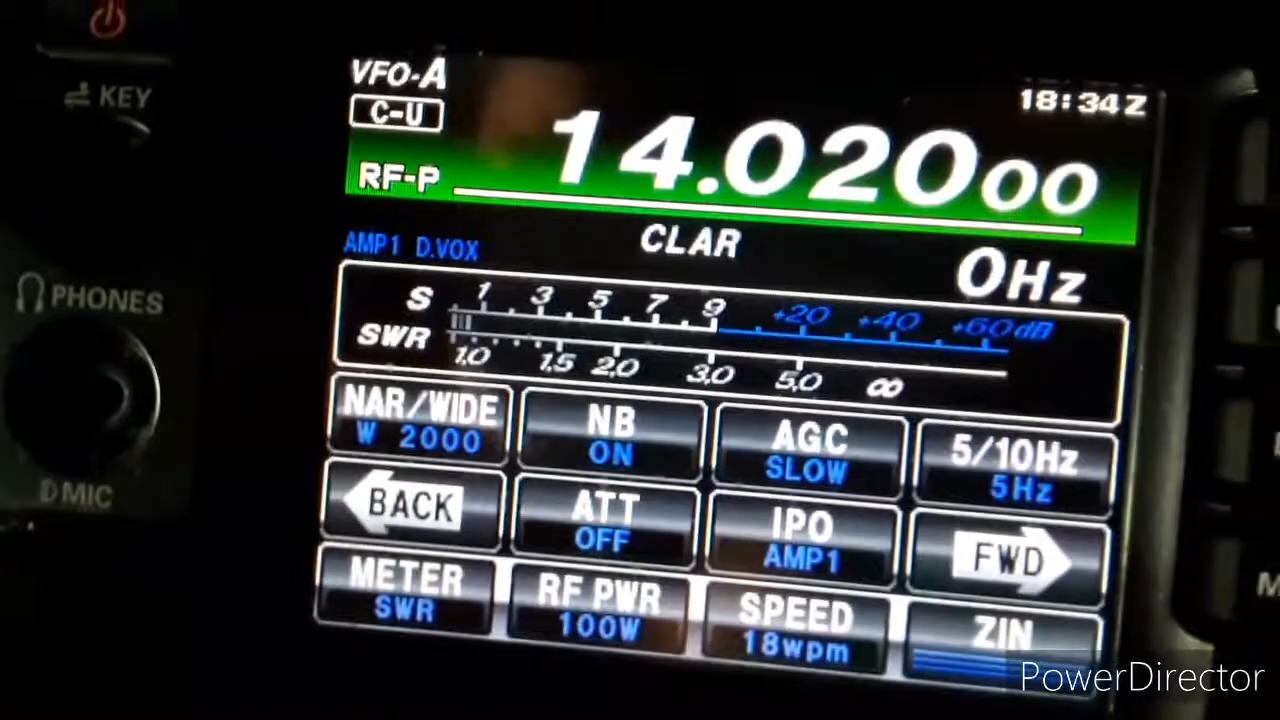 VFO-A
18:34Z
KEY
C-U
14.02000
RF-P
AMP1 D.VOX
CLAR
0Hz
PHONES
S 1 3 5 7 9 +20 +40 +60dB
SWR 1.0 1.5 2.0 3.0 5.0 ∞
NAR/WIDE NB AGC 5/10Hz
W 2000 ON SLOW 5Hz
BACK ATT IPO FWD
OFF AMP1
MIC
METER RF PWR SPEED ZIN
SWR 100W 18wpm
PowerDirector